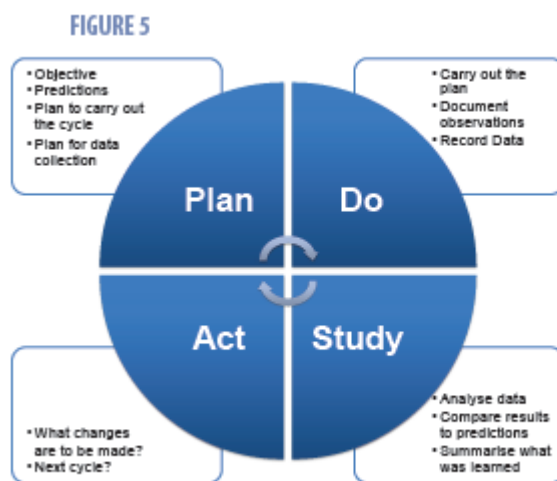 FIGURE 5
• Objective
• Predictions
• Plan to carry out
the cycle
• Plan for data
collection
• Carry out the
plan
• Document
observations
• Record Data
Plan
Do
Act
Study
• What changes
are to be made?
• Next cycle?
• Analyse data
• Compare results
to predictions
• Summarise what
was learned